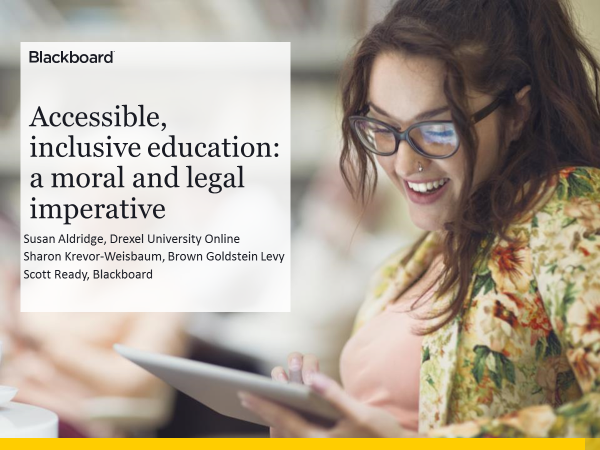 Blackboard
Accessible,
inclusive education:
a moral and legal
imperative
Susan Aldridge, Drexel University Online
Sharon Krevor-Weisbaum, Brown Goldstein Levy
Scott Ready, Blackboard